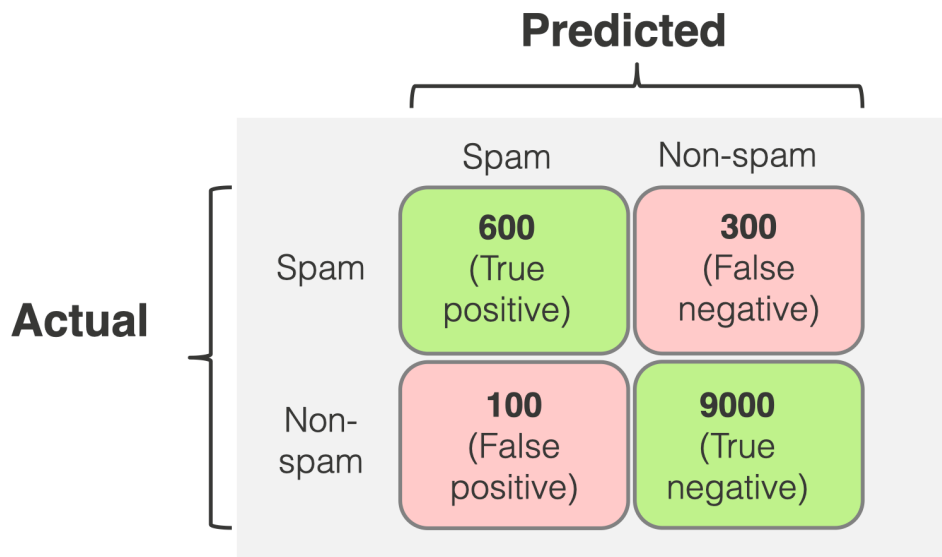 Predicted
Spam Non-spam
Actual
Spam
600
(True
positive)
300
(False
negative)
Non-
spam
100
(False
positive)
9000
(True
negative)